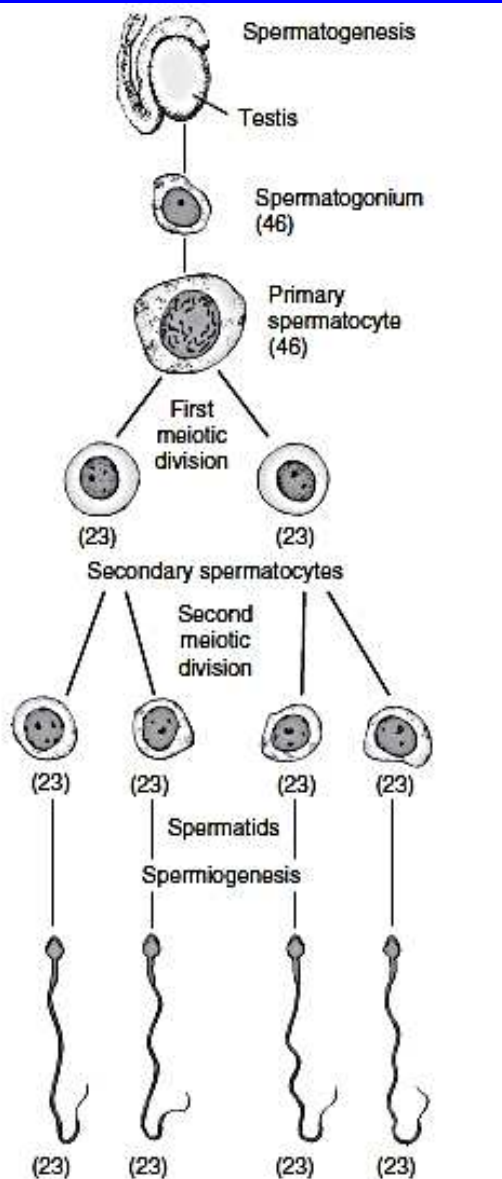 Spermatogenesis
Testis
Spermatogonium
(46)
Primary
spermatocyte
(46)
First
meiotic
division
(23) (23)
Secondary spermatocytes
Second
meiotic
division
(23) (23) (23) (23)
Spermatids
Spermiogenesis
(23) (23) (23) (23)